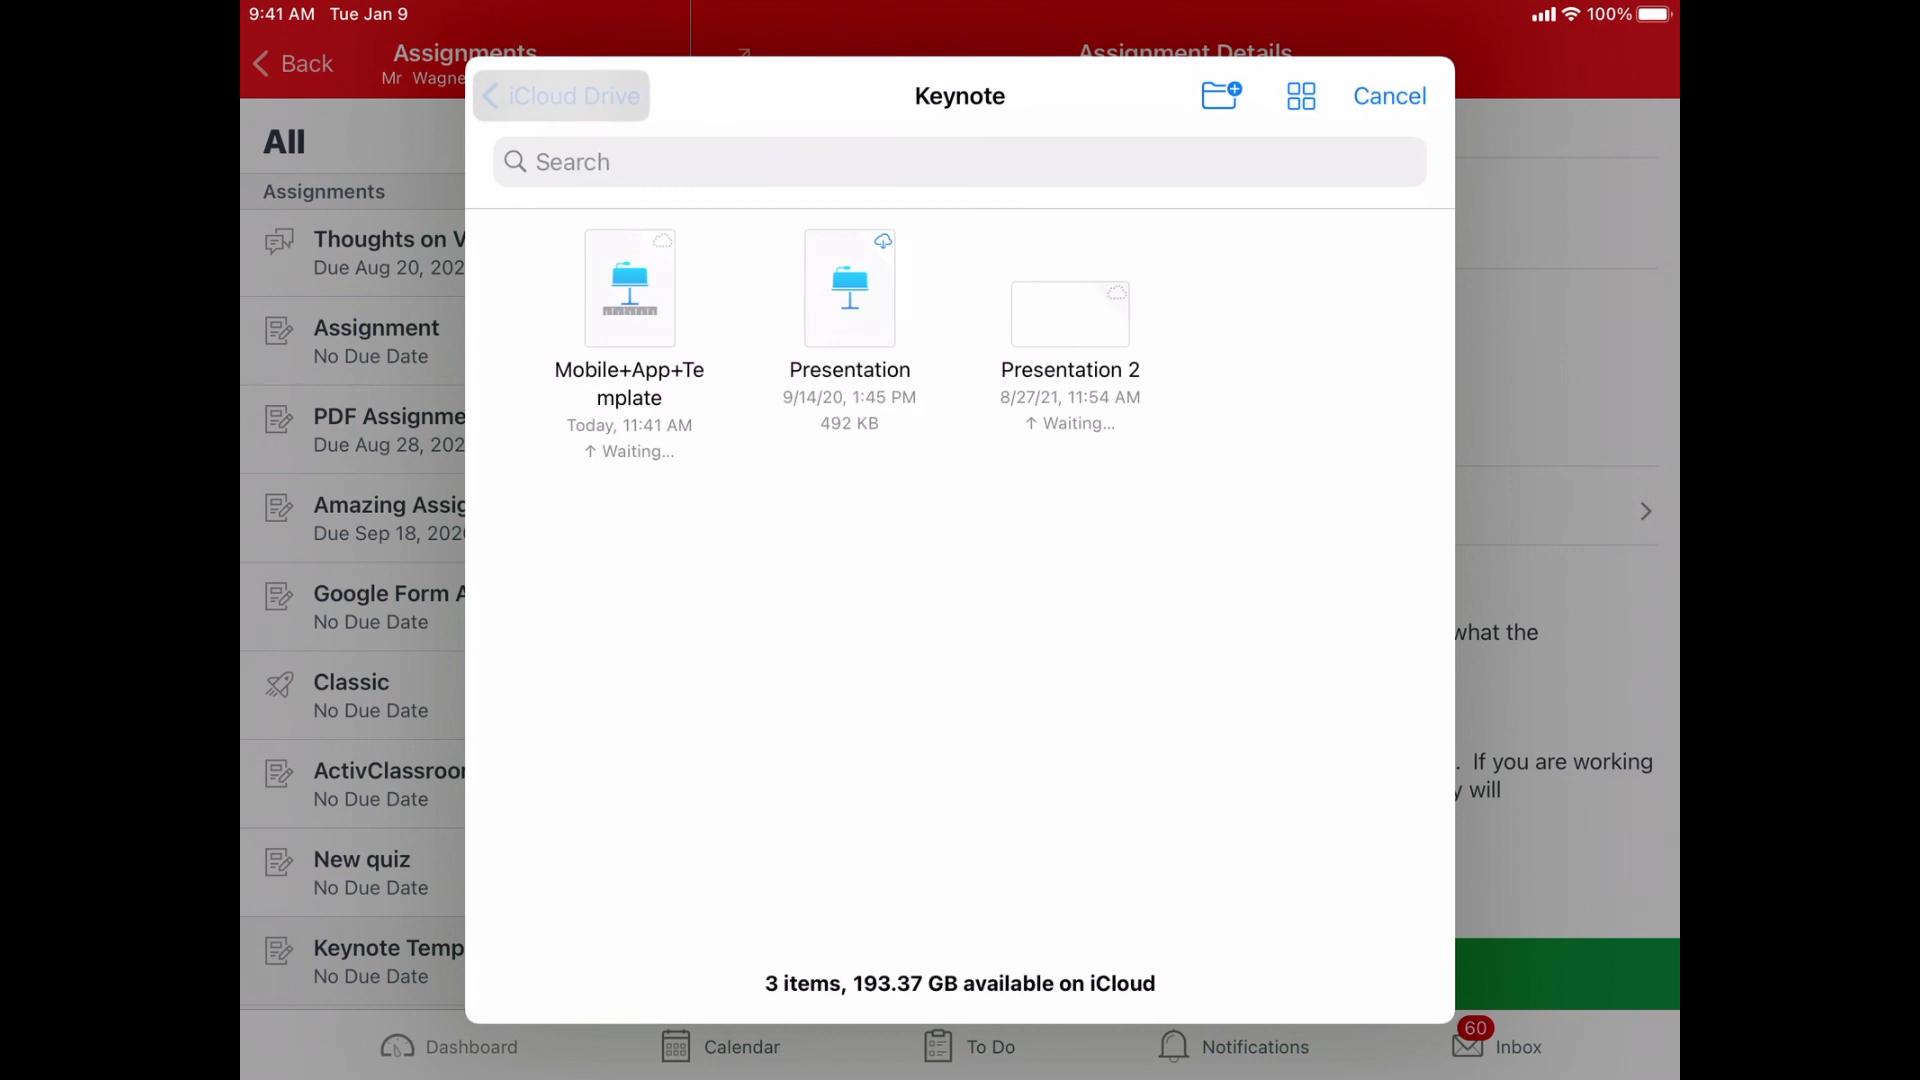 9:41 AM Tue Jan 9
100%
Back
Assignments
Mr Wagne
Assignment Details
iCloud Drive
Keynote
Cancel
Search
All
Assignments
Thoughts on V
Due Aug 20, 202
Assignment
No Due Date
PDF Assignme
Due Aug 28, 202
Amazing Assig
Due Sep 18, 202
Google Form A
No Due Date
Classic
No Due Date
ActivClassroo
No Due Date
New quiz
No Due Date
Keynote Temp
No Due Date
Mobile+App+Te
mplate
Today, 11:41 AM
↑ Waiting...
Presentation
9/14/20, 1:45 PM
492 KB
Presentation 2
8/27/21, 11:54 AM
↑ Waiting...
what the
. If you are working
y will
3 items, 193.37 GB available on iCloud
Dashboard
Calendar
To Do
Notifications
60
Inbox